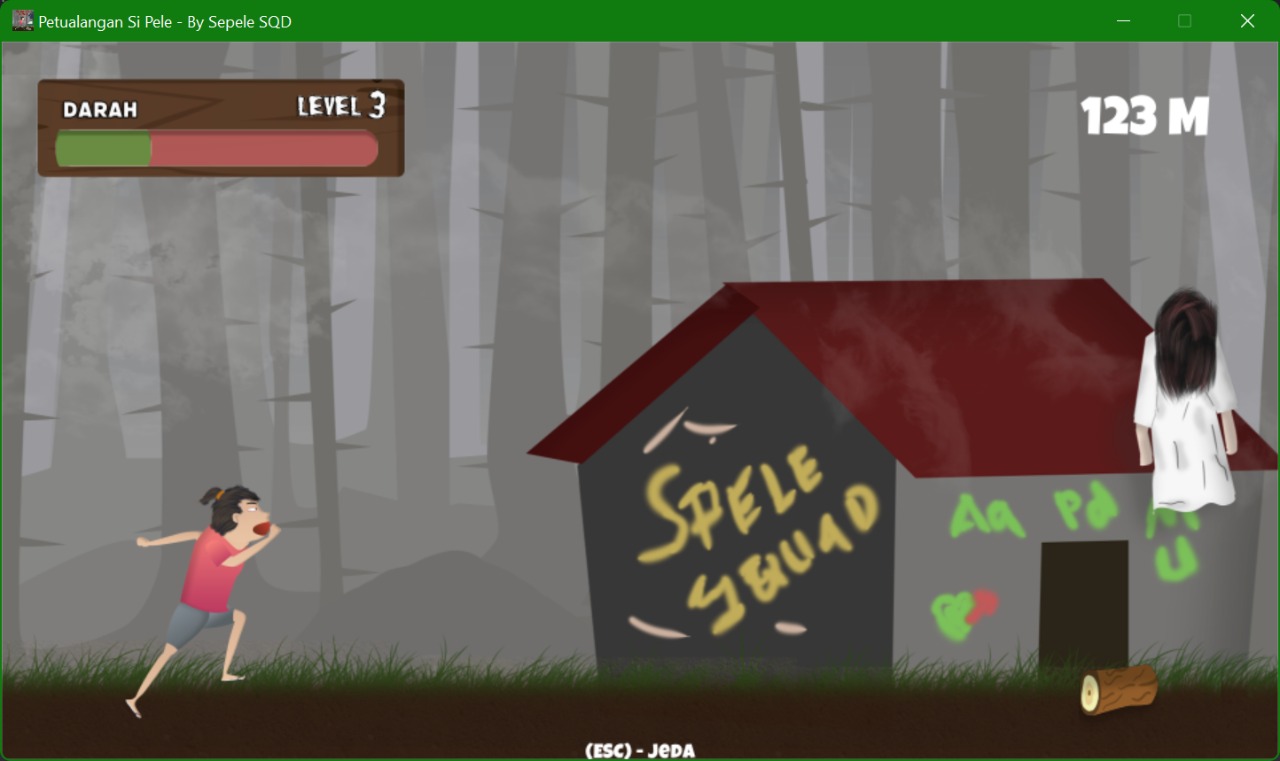 Petualangan Si Pele - By Sepele SQD
DARAH
LEVEL 3
123 M
SPELE
SQUAD
Aa Pd
U
(ESC) - JEDA